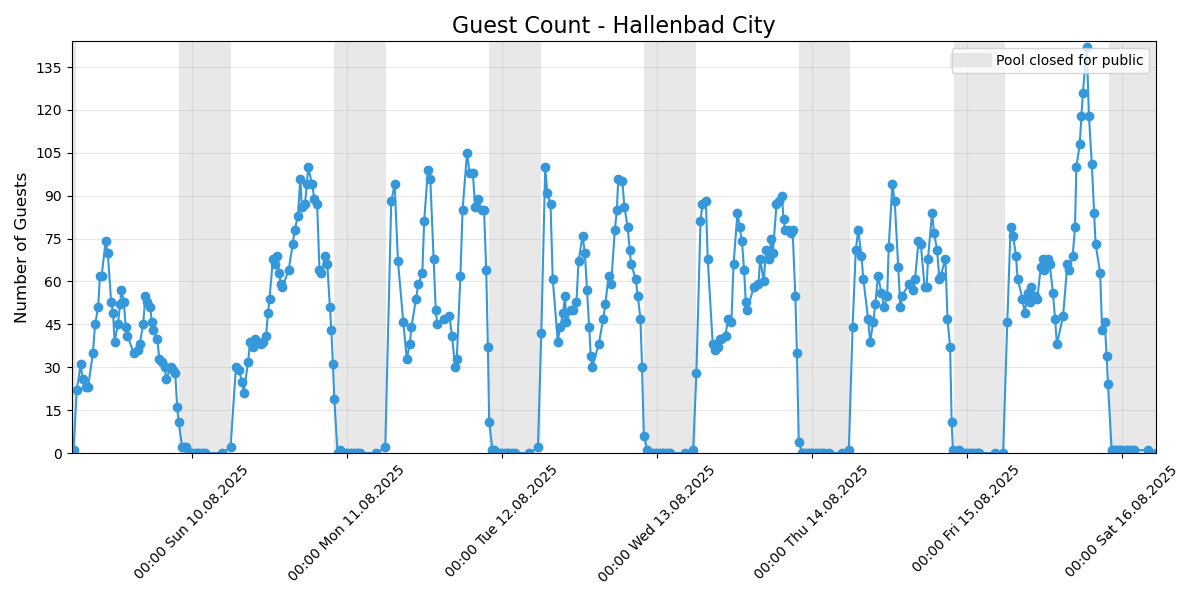 Guest Count - Hallenbad City
Pool closed for public
Number of Guests
135
120
105
90
75
60
45
30
15
0
00:00 Sun 10.08.2025
00:00 Mon 11.08.2025
00:00 Tue 12.08.2025
00:00 Wed 13.08.2025
00:00 Thu 14.08.2025
00:00 Fri 15.08.2025
00:00 Sat 16.08.2025